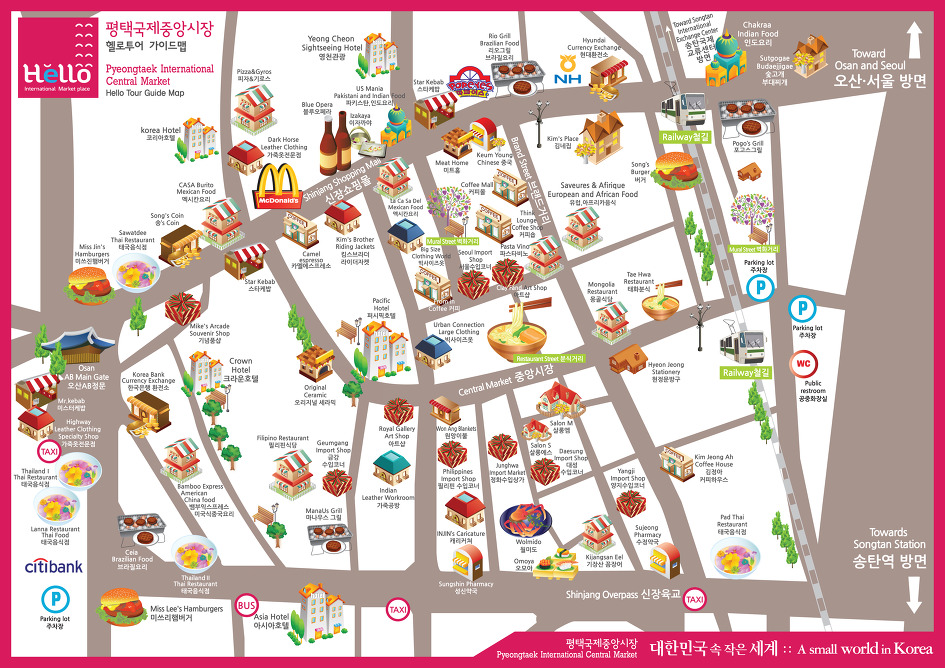 Hello
International Market place
평택국제중앙시장
헬로투어 가이드맵
Pyeongtaek International
Central Market
Hello Tour Guide Map
Yeong Cheon
Sightseeing Hotel
영천관광
Rio Grill
Brazilian Food
리오그릴
브라질요리
Hyundai
Currency Exchange
현대환전소
NH
Toward Songtan
International
Exchange Center
송탄국제
교류센터
방면
Chakraa
Indian Food
인도요리
Sutgogae
Budaejjigae
숯고개
부대찌개
Toward
Osan and Seoul
오산·서울 방면
Pizza&Gyros
피자&기로스
US Mania
Pakistani and Indian Food
파키스탄,인도요리
Star Kebab
스타케밥
Blue Opera
블루오페라
Izakaya
이자까야
korea Hotel
코리아호텔
Dark Horse
Leather Clothing
가죽옷전문점
Meat Home
미트홈
Keum Young
Chinese 중국
Brand Street 브랜드거리
Kim's Place
김네집
Railway철길
Pogo's Grill
포고스그릴
Song's
Burger
버거
McDonald's
Shinjang Shopping Mall
신장쇼핑몰
CASA Burito
Mexican Food
멕시칸요리
La Ca Sa Del
Mexican Food
멕시칸요리
Coffee Mall
커피몰
Saveures & Afrique
European and African Food
유럽,아프리카음식
Song's Coin
송's Coin
Sawatdee
Thai Restaurant
태국음식점
Miss Jin's
Hamburgers
미쓰진햄버거
Camel
espresso
카멜에스프레소
Kim's Brother
Riding Jackets
킴스브라더
라이더자켓
Mural Street 벽화거리
Think
Lounge
Coffee Shop
커피숍
Big Size
Clothing World
빅사이즈옷
Seoul Import
Shop
서울수입코너
Pasta Vino
파스타비노
Mural Street 벽화거리
Parking lot
주차장
P
Star Kebab
스타케밥
From In
Coffee 커피
Art Shop
아트샵
Mongolia
Restaurant
몽골식당
Tae Hwa
Restaurant
태화분식
P
Parking lot
주차장
Mike's Arcade
Souvenir Shop
기념품샵
Pacific
Hotel
퍼시픽호텔
Urban Connection
Large Clothing
빅사이즈옷
Restaurant Street 분식거리
Hyeon Jeong
Stationery
현정문방구
Railway철길
WC
Public
restroom
공중화장실
Osan
AB Main Gate
오산AB정문
Korea Bank
Currency Exchange
한국은행 환전소
Crown
Hotel
크라운호텔
Original
Ceramic
오리지널 세라믹
Central Market 중앙시장
Mr.kebab
미스터케밥
Highway
Leather Clothing
Specialty Shop
가죽옷전문점
TAXI
Royal Gallery
Art Shop
아트샵
Won Ang Blankets
원앙이불
Salon M
살롱엠
Salon S
살롱에스
Filipino Restaurant
필리핀식당
Geumgang
Import Shop
금강
수입코너
Philippines
Import Shop
필리핀 수입코너
Junghwa
Import Market
정화수입상가
Daesung
Import Shop
대성
수입코너
Yangji
Import Shop
양지수입코너
Kim Jeong Ah
Coffee House
김정아
커피하우스
Thailand I
Thai Restaurant
태국음식점
Bamboo Express
American
China food
뱀부익스프레스
미국식중국요리
Indian
Leather Workroom
가죽공방
ManaUs Grill
마나우스 그릴
Lanna Restaurant
Thai Food
태국음식점
INJIN's Caricature
캐리커쳐
Wolmido
월미도
Sujeong
Pharmacy
수정약국
Pad Thai
Restaurant
태국음식점
Towards
Songtan Station
송탄역 방면
Ceia
Brazilian Food
브라질요리
Kijangsan Eel
기장산 꼼장어
Omoya
오모야
citibank
Thailand II
Thai Restaurant
태국음식점
Sungshin Pharmacy
성신약국
P
Parking lot
주차장
Miss Lee's Hamburgers
미쓰리햄버거
BUS
Asia Hotel
아시아호텔
TAXI
Shinjang Overpass 신장육교
TAXI
평택국제중앙시장
Pyeongtaek International Central Market
대한민국 속 작은 세계 :: A small world in Korea